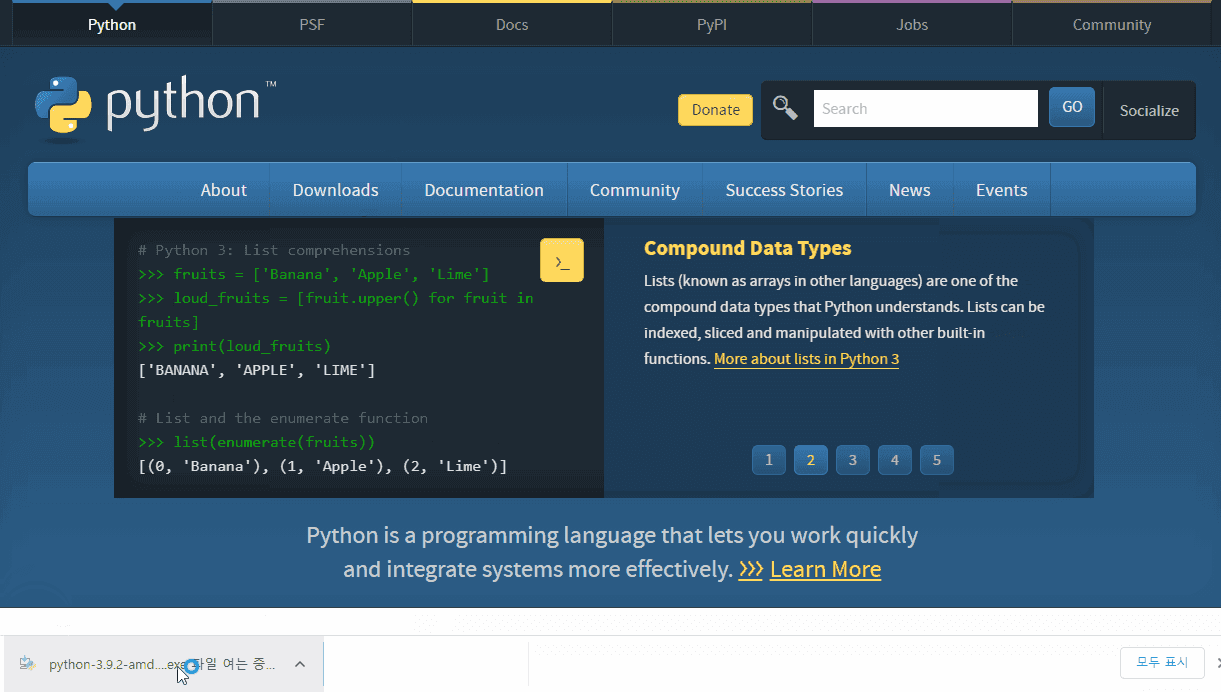 Python PSF Docs PyPI Jobs Community
python™
Donate Search GO Socialize
About Downloads Documentation Community Success Stories News Events
# Python 3: List comprehensions
>>> fruits = ['Banana', 'Apple', 'Lime']
>>> loud_fruits = [fruit.upper() for fruit in
fruits]
>>> print(loud_fruits)
['BANANA', 'APPLE', 'LIME']
# List and the enumerate function
>>> list(enumerate(fruits))
[(0, 'Banana'), (1, 'Apple'), (2, 'Lime')]
>_
Compound Data Types
Lists (known as arrays in other languages) are one of the
compound data types that Python understands. Lists can be
indexed, sliced and manipulated with other built-in
functions. More about lists in Python 3
1 2 3 4 5
Python is a programming language that lets you work quickly
and integrate systems more effectively. >>> Learn More
python-3.9.2-amd....exe 파일 여는 중...
모두 표시